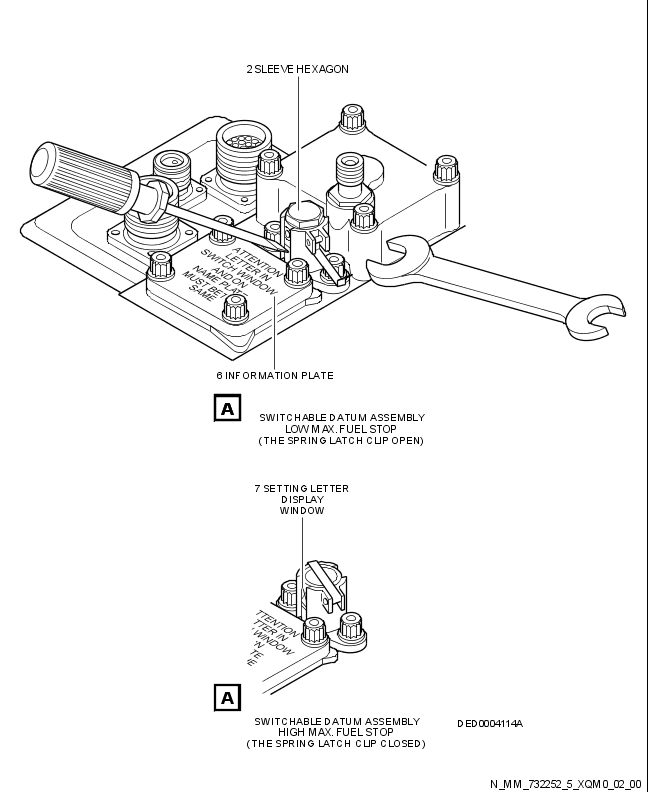 2 SLEEVE HEXAGON
ATTENTION
LETTER IN
SWITCH WINDOW
AND ON
NAME PLATE
MUST BE
SAME
6 INFORMATION PLATE
A
SWITCHABLE DATUM ASSEMBLY
LOW MAX. FUEL STOP
(THE SPRING LATCH CLIP OPEN)
7 SETTING LETTER
DISPLAY
WINDOW
TTENTION
TTER IN
WINDOW
'N
TE
E
A
SWITCHABLE DATUM ASSEMBLY
HIGH MAX. FUEL STOP
(THE SPRING LATCH CLIP CLOSED)
DED0004114A
N_MM_732252_5_XQM0_02_00